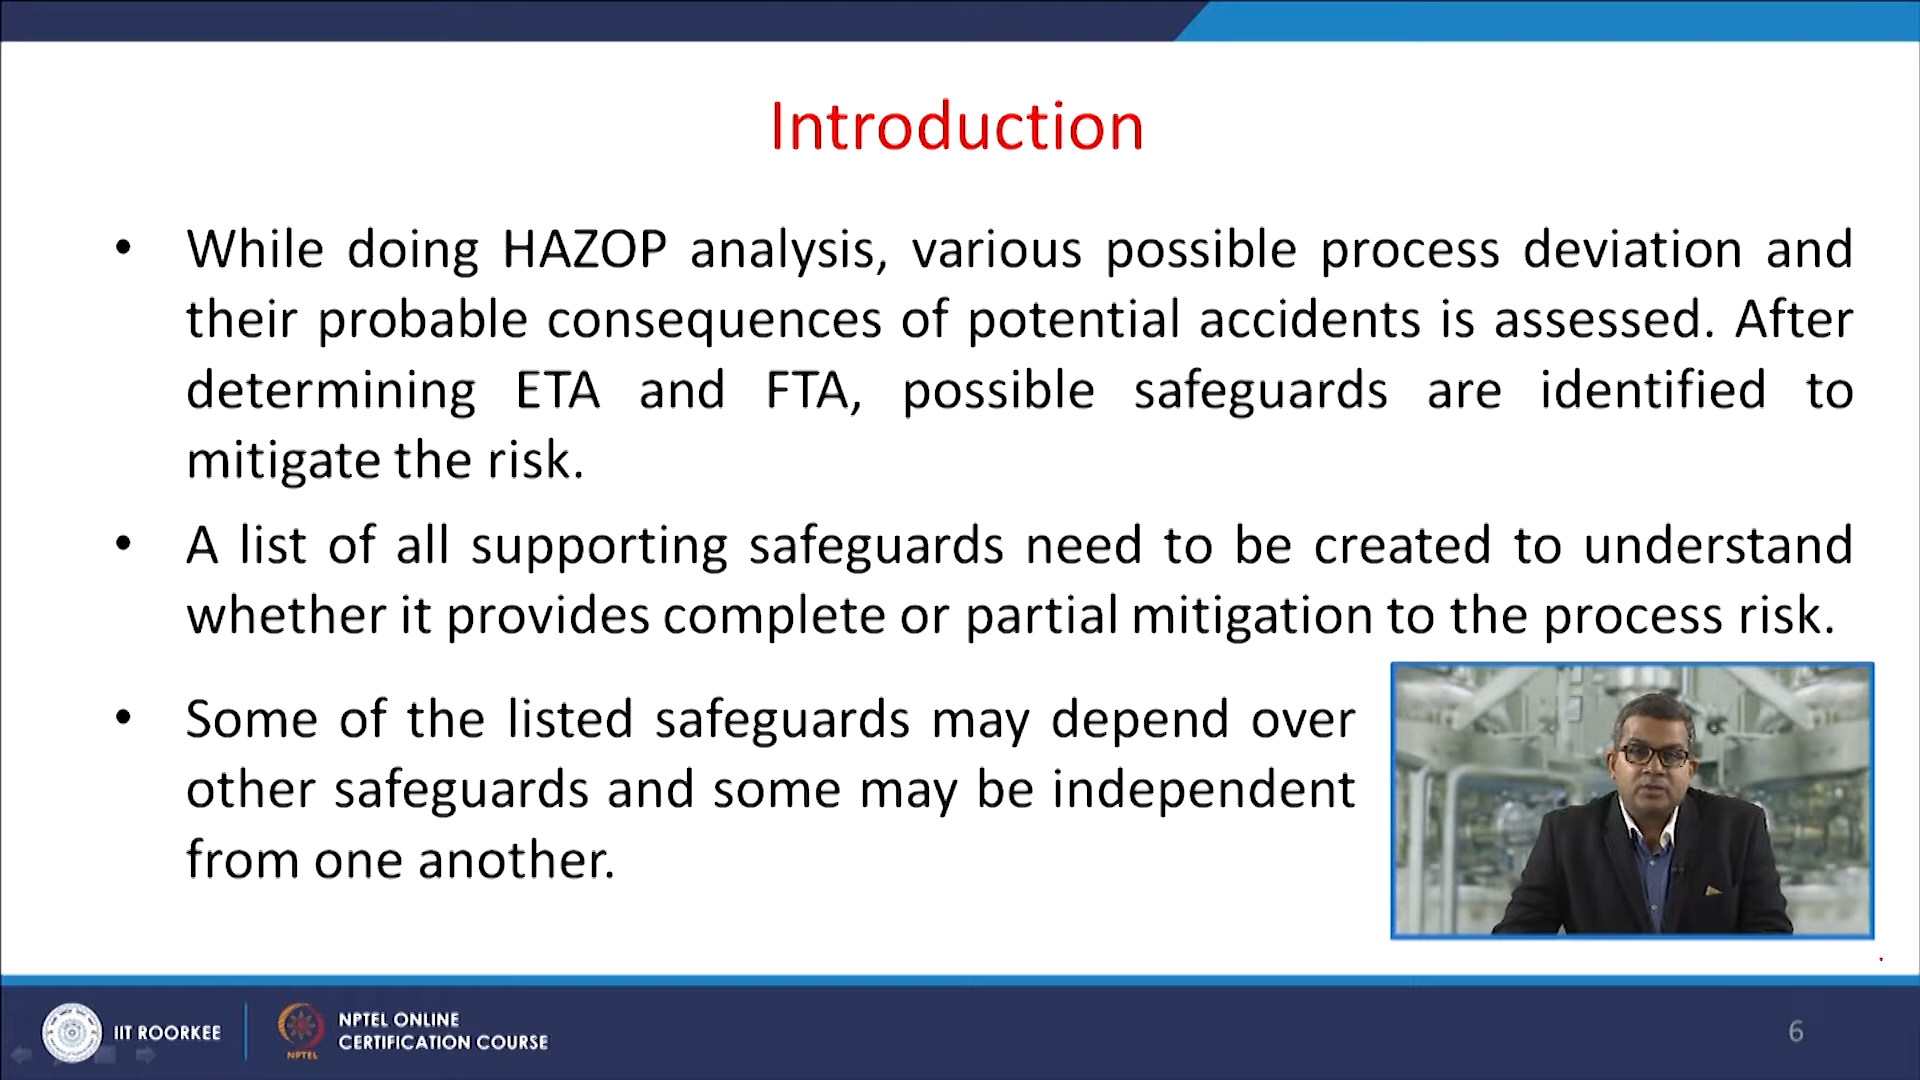 Introduction
• While doing HAZOP analysis, various possible process deviation and
their probable consequences of potential accidents is assessed. After
determining ETA and FTA, possible safeguards are identified to
mitigate the risk.
• A list of all supporting safeguards need to be created to understand
whether it provides complete or partial mitigation to the process risk.
• Some of the listed safeguards may depend over
other safeguards and some may be independent
from one another.
IIT ROORKEE
NPTEL
NPTEL ONLINE
CERTIFICATION COURSE
6